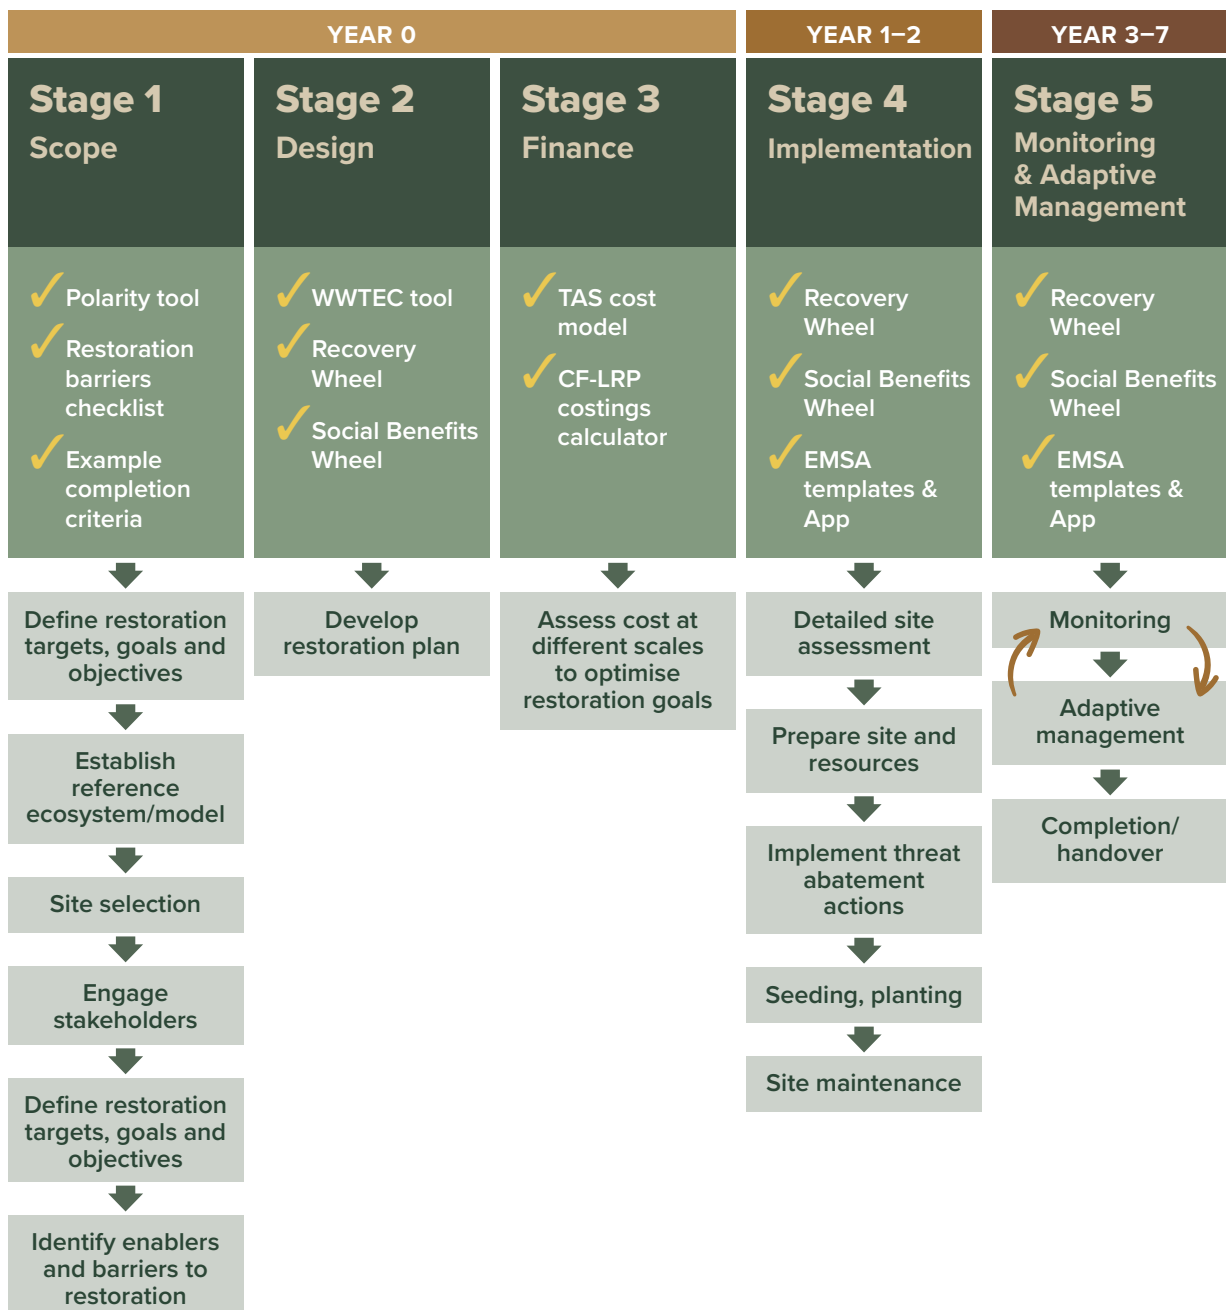 YEAR 0
YEAR 1–2
YEAR 3–7
Stage 1
Scope
Stage 2
Design
Stage 3
Finance
Stage 4
Implementation
Stage 5
Monitoring
& Adaptive
Management
Polarity tool
Restoration
barriers
checklist
Example
completion
criteria
WWTEC tool
Recovery
Wheel
Social Benefits
Wheel
TAS cost
model
CF-LRP
costings
calculator
Recovery
Wheel
Social Benefits
Wheel
EMSA
templates &
App
Recovery
Wheel
Social Benefits
Wheel
EMSA
templates &
App
Define restoration
targets, goals and
objectives
Establish
reference
ecosystem/model
Site selection
Engage
stakeholders
Define restoration
targets, goals and
objectives
Identify enablers
and barriers to
restoration
Develop
restoration plan
Assess cost at
different scales
to optimise
restoration goals
Detailed site
assessment
Prepare site and
resources
Implement threat
abatement
actions
Seeding, planting
Site maintenance
Monitoring
Adaptive
management
Completion/
handover